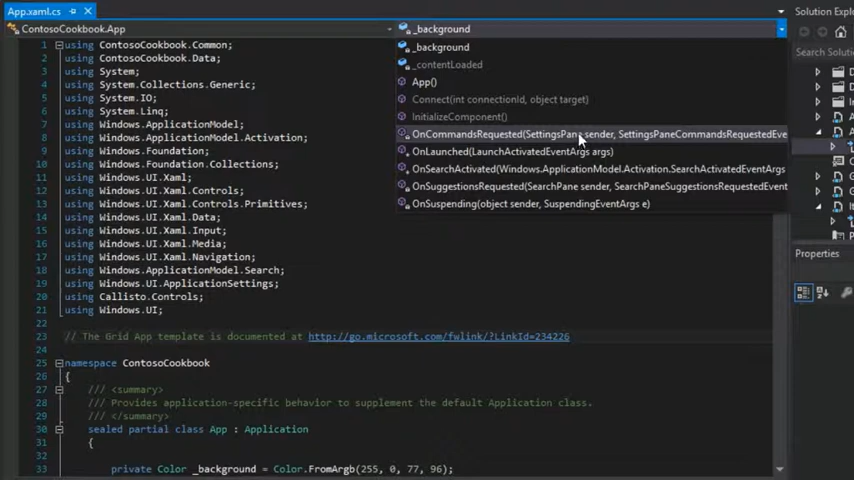 App.xaml.cs
Solution Explo
ContosoCookbook.App
_background
Search Solution
_background
_contentLoaded
App()
Connect(int connectionId, object target)
InitializeComponent()
OnCommandsRequested(SettingsPane sender, SettingsPaneCommandsRequestedEve
OnLaunched(LaunchActivatedEventArgs args)
OnSearchActivated(Windows.ApplicationModel.Activation.SearchActivatedEventArgs
OnSuggestionsRequested(SearchPane sender, SearchPaneSuggestionsRequestedEvent
OnSuspending(object sender, SuspendingEventArgs e)
Properties
1 using ContosoCookbook.Common;
2 using ContosoCookbook.Data;
3 using System;
4 using System.Collections.Generic;
5 using System.IO;
6 using System.Linq;
7 using Windows.ApplicationModel;
8 using Windows.ApplicationModel.Activation;
9 using Windows.Foundation;
10 using Windows.Foundation.Collections;
11 using Windows.UI.Xaml;
12 using Windows.UI.Xaml.Controls;
13 using Windows.UI.Xaml.Controls.Primitives;
14 using Windows.UI.Xaml.Data;
15 using Windows.UI.Xaml.Input;
16 using Windows.UI.Xaml.Media;
17 using Windows.UI.Xaml.Navigation;
18 using Windows.ApplicationModel.Search;
19 using Windows.UI.ApplicationSettings;
20 using Callisto.Controls;
21 using Windows.UI;
22
23 // The Grid App template is documented at http://go.microsoft.com/fwlink/?LinkId=234226
24
25 namespace ContosoCookbook
26 {
27 /// <summary>
28 /// Provides application-specific behavior to supplement the default Application class.
29 /// </summary>
30 sealed partial class App : Application
31 {
32
33 private Color _background = Color.FromArgb(255, 0, 77, 96);